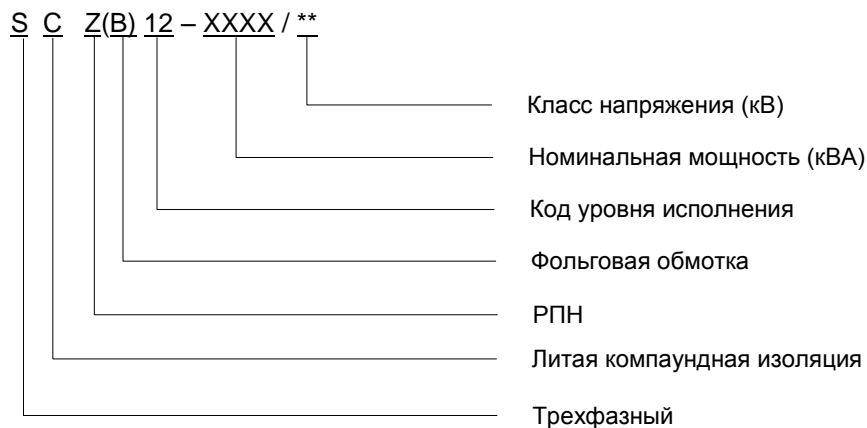 S C Z(B) 12 – XXXX / **
Класс напряжения (кВ)
Номинальная мощность (кВА)
Код уровня исполнения
Фольговая обмотка
РПН
Литая компаундная изоляция
Трехфазный